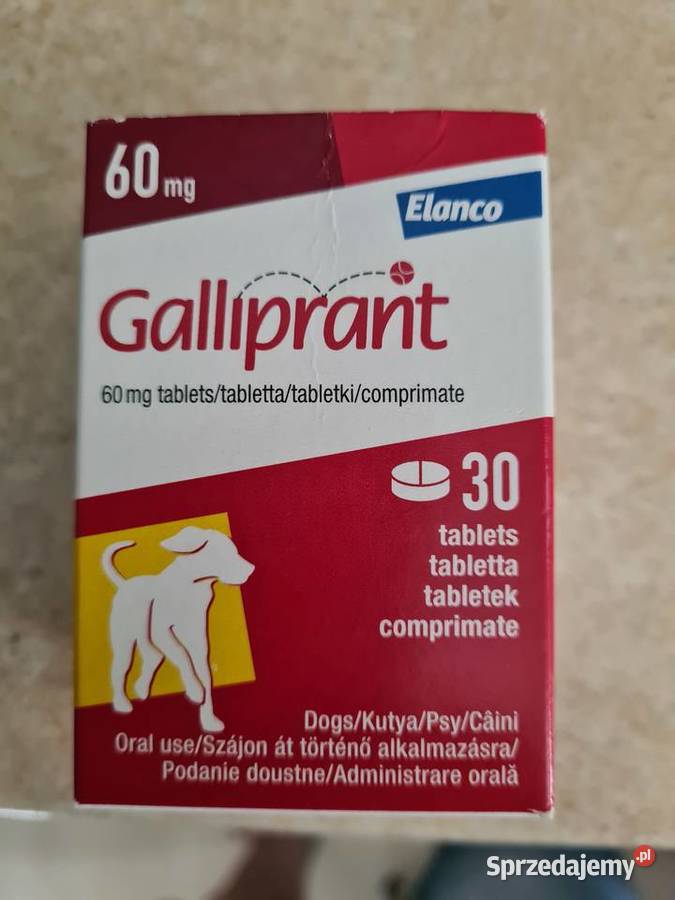 60 mg
Elanco
Galliprant
60 mg tablets/tabletta/tabletki/comprimate
30
tablets
tabletta
tabletek
comprimate
Dogs/Kutya/Psy/Câini
Oral use/Szájon át történő alkalmazásra/
Podanie doustne/Administrare orală
Sprzedajemy.pl